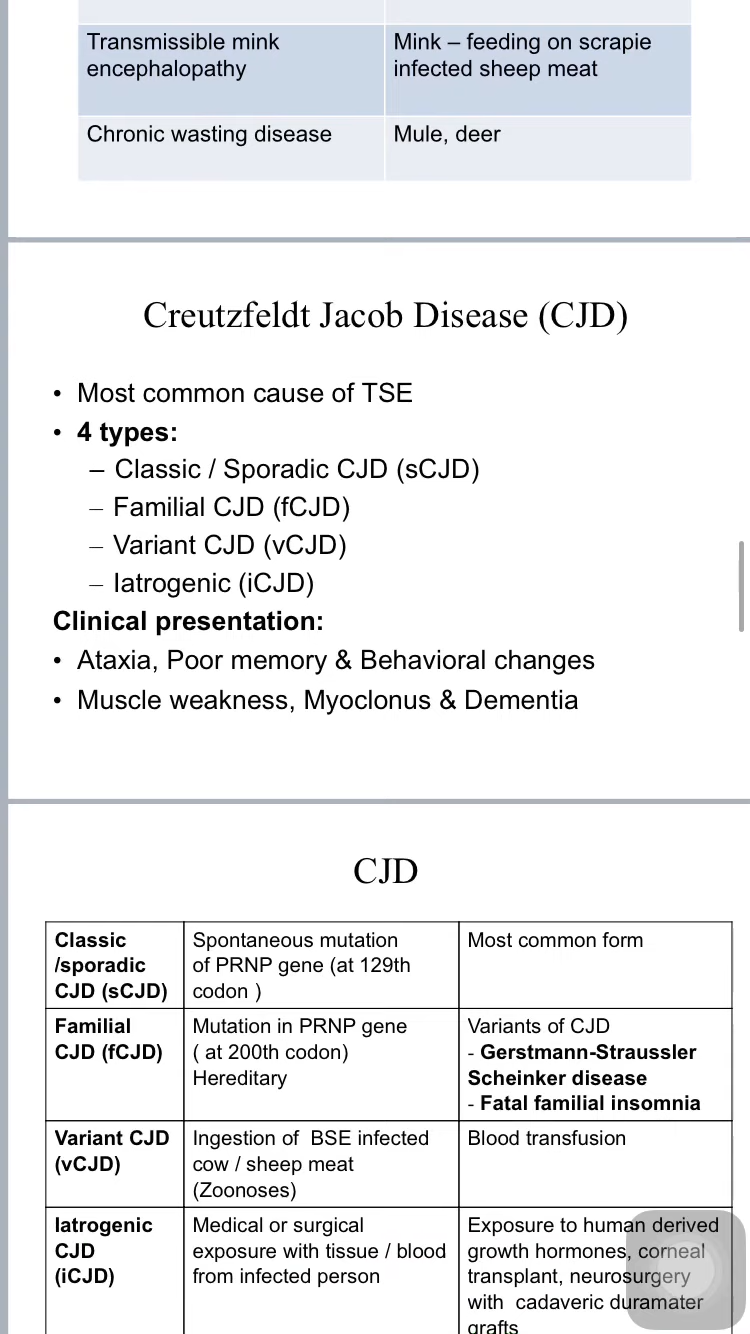 Transmissible mink
encephalopathy
Mink – feeding on scrapie
infected sheep meat
Chronic wasting disease
Mule, deer
Creutzfeldt Jacob Disease (CJD)
• Most common cause of TSE
• 4 types:
– Classic / Sporadic CJD (sCJD)
– Familial CJD (fCJD)
– Variant CJD (vCJD)
– Iatrogenic (iCJD)
Clinical presentation:
• Ataxia, Poor memory & Behavioral changes
• Muscle weakness, Myoclonus & Dementia
CJD
Classic
/sporadic
CJD (sCJD)
Spontaneous mutation
of PRNP gene (at 129th
codon )
Most common form
Familial
CJD (fCJD)
Mutation in PRNP gene
( at 200th codon)
Hereditary
Variants of CJD
- Gerstmann-Straussler
Scheinker disease
- Fatal familial insomnia
Variant CJD
(vCJD)
Ingestion of BSE infected
cow / sheep meat
(Zoonoses)
Blood transfusion
Iatrogenic
CJD
(iCJD)
Medical or surgical
exposure with tissue / blood
from infected person
Exposure to human derived
growth hormones, corneal
transplant, neurosurgery
with cadaveric duramater
grafts